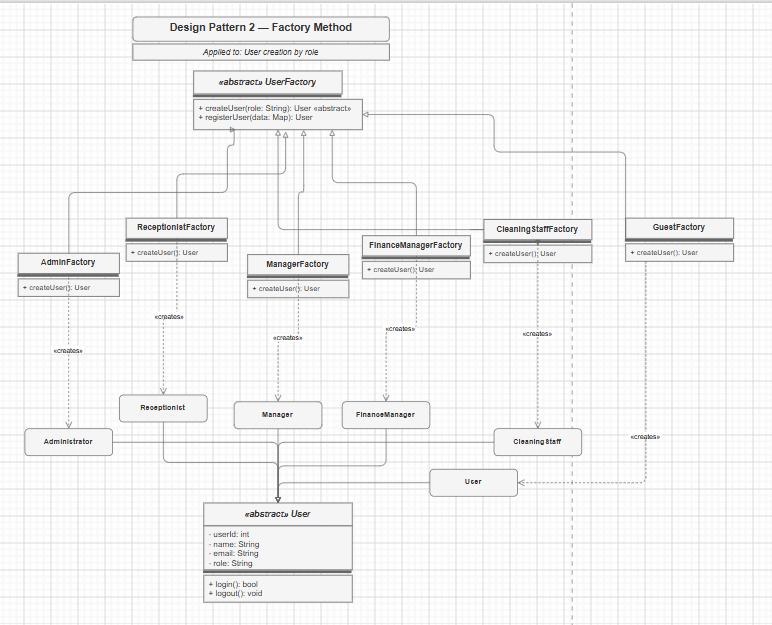 Design Pattern 2 — Factory Method
Applied to: User creation by role
«abstract» UserFactory
+ createUser(role: String): User «abstract»
+ registerUser(data: Map): User
ReceptionistFactory
+ createUser(): User
CleaningStaffFactory
+ createUser(): User
GuestFactory
+ createUser(): User
FinanceManagerFactory
+ createUser(): User
AdminFactory
+ createUser(): User
ManagerFactory
+ createUser(): User
«creates»
«creates»
«creates»
«creates»
«creates»
«creates»
Receptionist
Manager
FinanceManager
Administrator
CleaningStaff
User
«abstract» User
- userId: int
- name: String
- email: String
- role: String
+ login(): bool
+ logout(): void